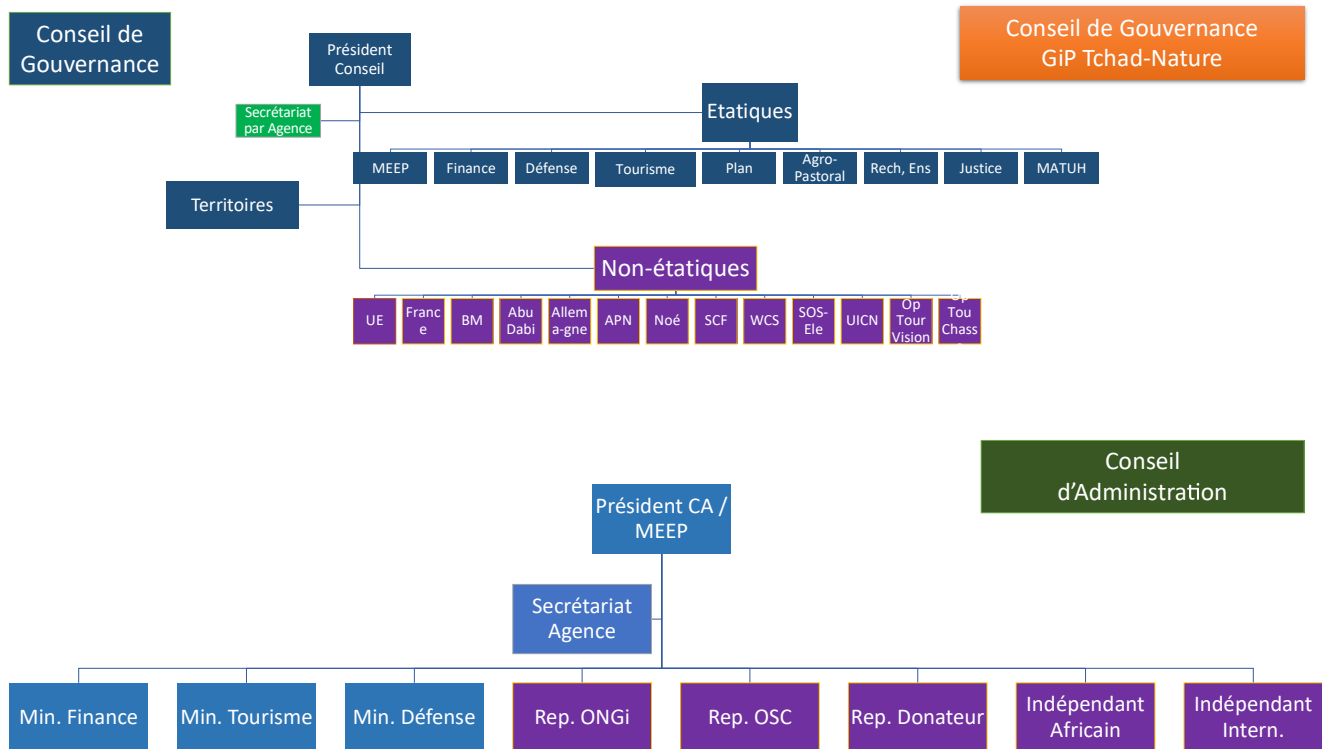 Conseil de
Gouvernance
Président
Conseil
Conseil de Gouvernance
GiP Tchad-Nature
Secrétariat
par Agence
Etatiques
MEEP
Finance
Défense
Tourisme
Plan
Agro-
Pastoral
Rech, Ens
Justice
MATUH
Territoires
Non-étatiques
UE
Franc
e
BM
Abu
Dabi
Allem
a-gne
APN
Noé
SCF
WCS
SOS-
Ele
UICN
Op
Tour
Vision
Op
Tou
Chass
Conseil
d’Administration
Président CA /
MEEP
Secrétariat
Agence
Min. Finance
Min. Tourisme
Min. Défense
Rep. ONGi
Rep. OSC
Rep. Donateur
Indépendant
Africain
Indépendant
Intern.